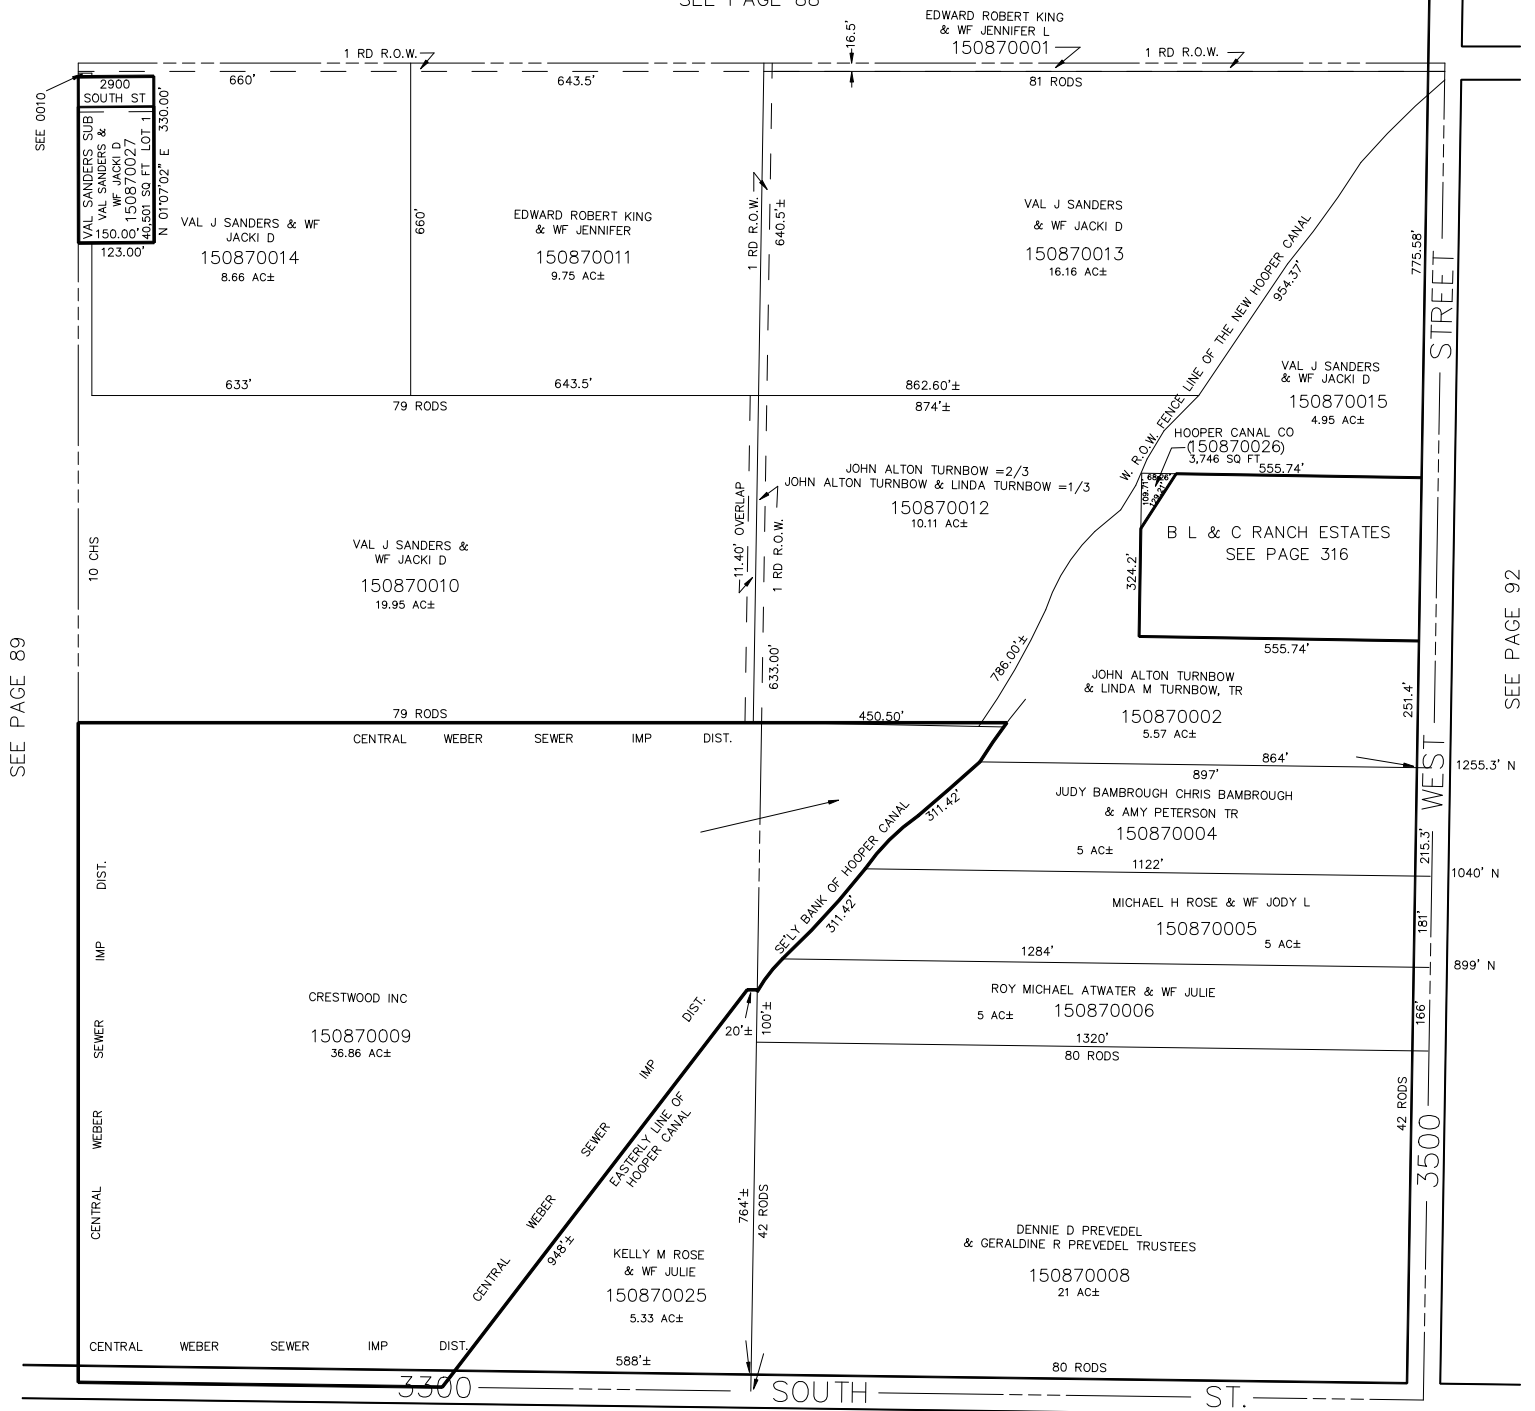 SEE PAGE 88
EDWARD ROBERT KING
& WF JENNIFER L
150870001
16.5'
1 RD R.O.W.
1 RD R.O.W.
660'
643.5'
81 RODS
SEE 0010
2900
SOUTH ST
VAL SANDERS SUB
VAL SANDERS &
WF JACKI D
150870027
40,501 SQ FT LOT 1
N 01°07'02" E 330.00'
150.00'
123.00'
VAL J SANDERS & WF
JACKI D
150870014
8.66 AC±
660'
EDWARD ROBERT KING
& WF JENNIFER
150870011
9.75 AC±
1 RD R.O.W.
640.5'±
VAL J SANDERS
& WF JACKI D
150870013
16.16 AC±
W. R.O.W. FENCE LINE OF THE NEW HOOPER CANAL
954.37'
775.58'
STREET
633'
643.5'
862.60'±
79 RODS
874'±
VAL J SANDERS
& WF JACKI D
150870015
4.95 AC±
HOOPER CANAL CO
(150870026)
3,746 SQ FT
555.74'
68.26'
109.71'
129.21'
JOHN ALTON TURNBOW =2/3
JOHN ALTON TURNBOW & LINDA TURNBOW =1/3
150870012
10.11 AC±
11.40' OVERLAP
1 RD R.O.W.
B L & C RANCH ESTATES
SEE PAGE 316
324.2'
555.74'
10 CHS
VAL J SANDERS &
WF JACKI D
150870010
19.95 AC±
SEE PAGE 89
SEE PAGE 92
633.00'
786.00'±
JOHN ALTON TURNBOW
& LINDA M TURNBOW, TR
150870002
5.57 AC±
251.4'
79 RODS
450.50'
CENTRAL WEBER SEWER IMP DIST.
864'
897'
1255.3' N
WEST
JUDY BAMBROUGH CHRIS BAMBROUGH
& AMY PETERSON TR
150870004
5 AC±
311.42'
215.3'
1122'
1040' N
SE'LY BANK OF HOOPER CANAL
311.42'
MICHAEL H ROSE & WF JODY L
150870005
5 AC±
181'
1284'
899' N
ROY MICHAEL ATWATER & WF JULIE
5 AC± 150870006
166'
20'±
100'±
1320'
80 RODS
CRESTWOOD INC
150870009
36.86 AC±
CENTRAL WEBER SEWER IMP DIST.
CENTRAL WEBER SEWER IMP DIST.
EASTERLY LINE OF
HOOPER CANAL
948'±
764'±
42 RODS
42 RODS
3500
KELLY M ROSE
& WF JULIE
150870025
5.33 AC±
DENNIE D PREVEDEL
& GERALDINE R PREVEDEL TRUSTEES
150870008
21 AC±
CENTRAL WEBER SEWER IMP DIST.
588'±
80 RODS
3300 SOUTH ST.